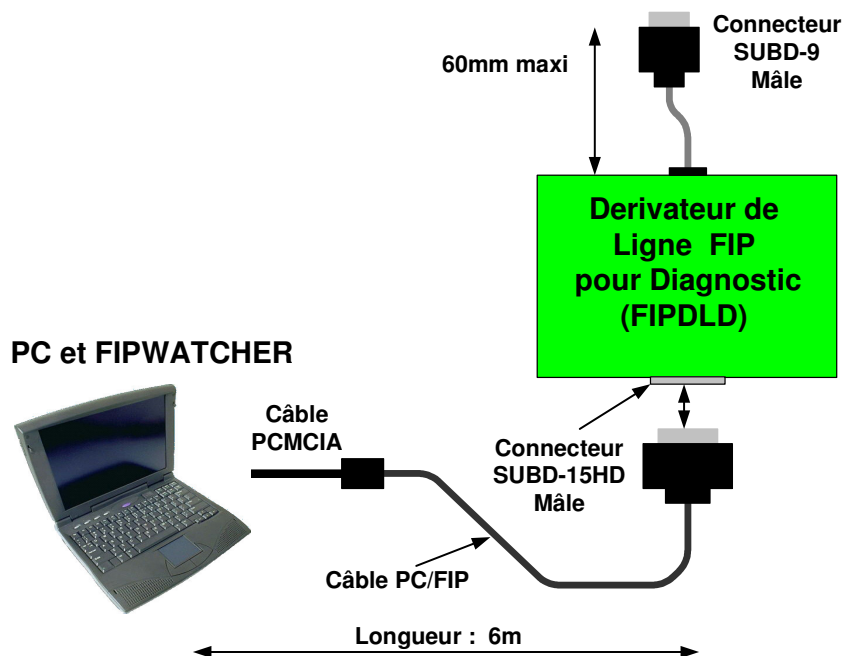 Connecteur
SUBD-9
Mâle
60mm maxi
Derivateur de
Ligne FIP
pour Diagnostic
(FIPDLD)
PC et FIPWATCHER
Câble
PCMCIA
Connecteur
SUBD-15HD
Mâle
Câble PC/FIP
Longueur : 6m